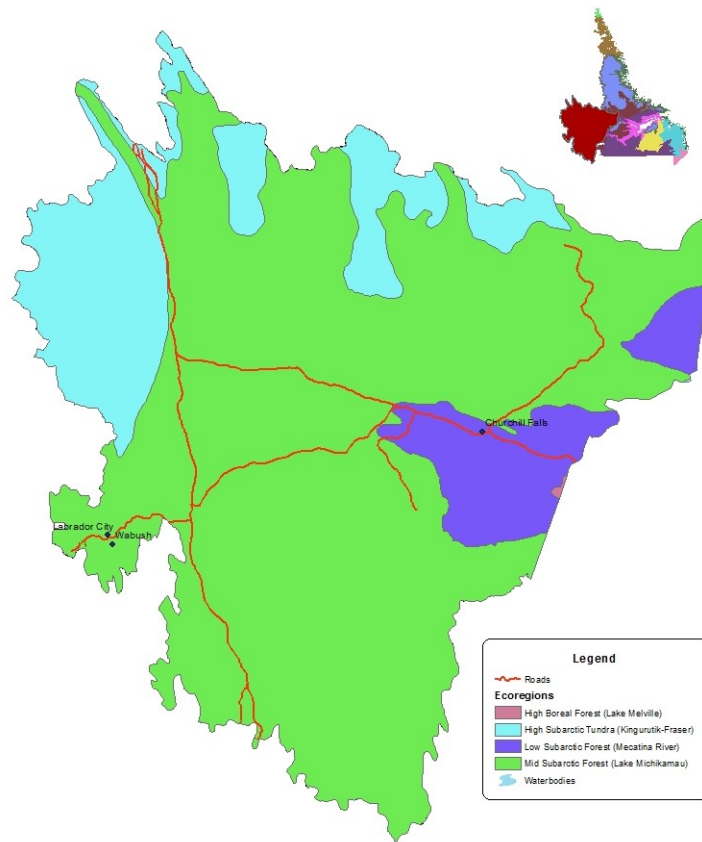 Churchill Falls
Labrador City
Wabush
Legend
Roads
Ecoregions
High Boreal Forest (Lake Melville)
High Subarctic Tundra (Kingurutik-Fraser)
Low Subarctic Forest (Mecatina River)
Mid Subarctic Forest (Lake Michikamau)
Waterbodies